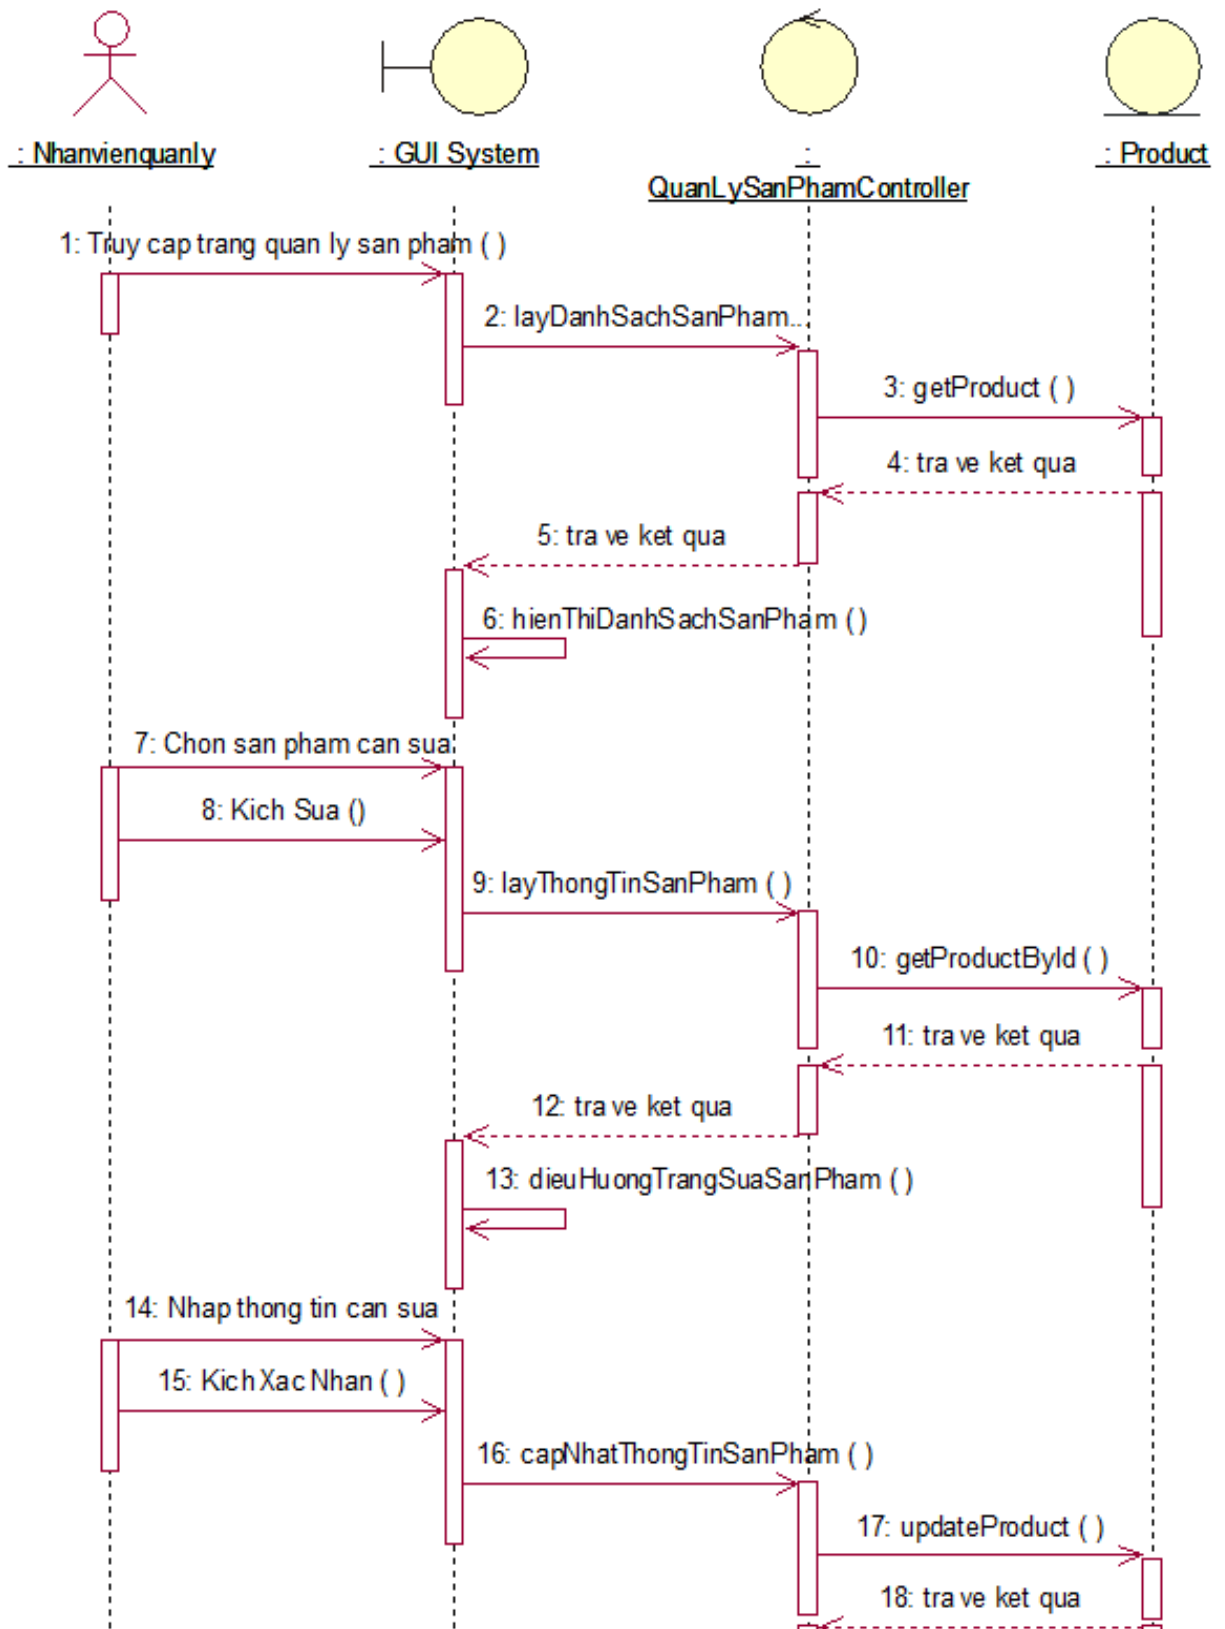 : Nhanvienquanly
: GUI System
:
QuanLySanPhamController
: Product
1: Truy cap trang quan ly san pham ( )
2: layDanhSachSanPham...
3: getProduct ( )
4: tra ve ket qua
5: tra ve ket qua
6: hienThiDanhSachSanPham ( )
7: Chon san pham can sua
8: Kich Sua ()
9: layThongTinSanPham ( )
10: getProductById ( )
11: tra ve ket qua
12: tra ve ket qua
13: dieuHuongTrangSuaSanPham ( )
14: Nhap thong tin can sua
15: Kich Xac Nhan ( )
16: capNhatThongTinSanPham ( )
17: updateProduct ( )
18: tra ve ket qua